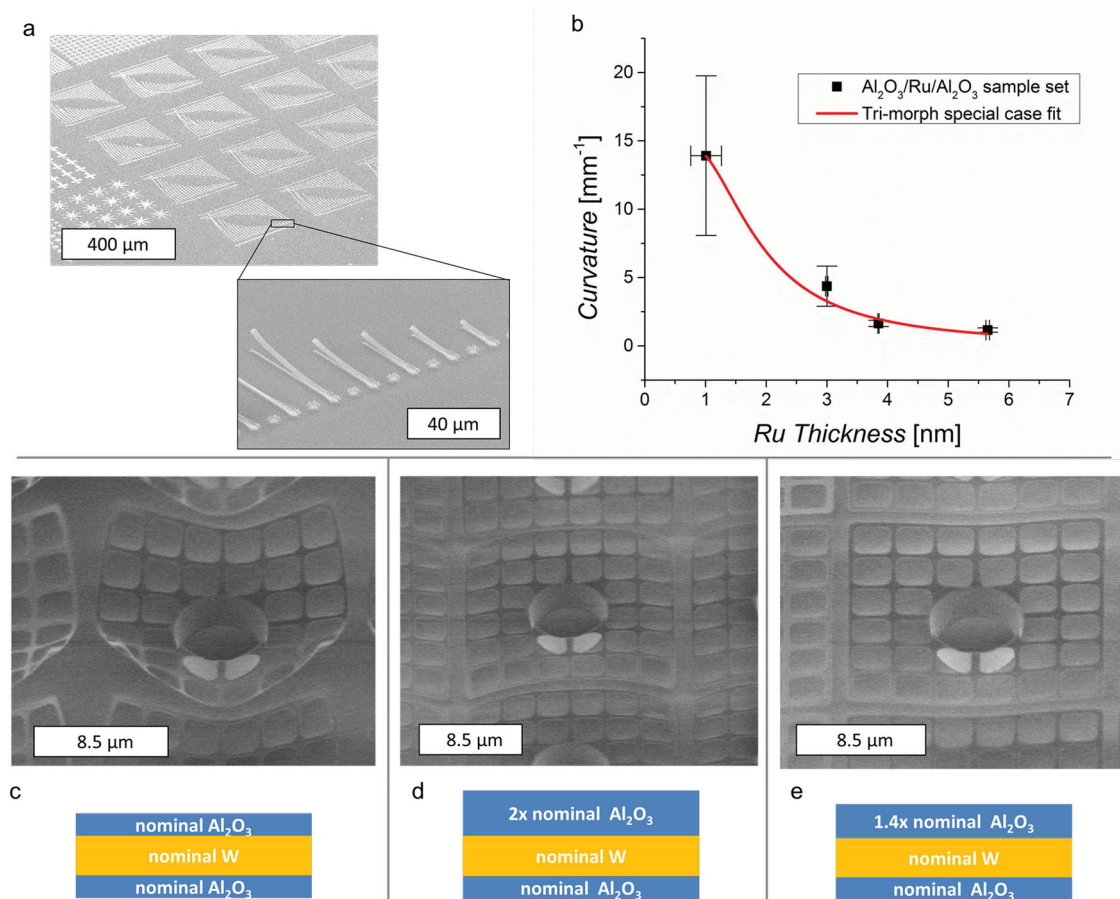 a
400 µm
40 µm
b
Curvature [mm⁻¹]
20
15
10
5
0
Al₂O₃/Ru/Al₂O₃ sample set
Tri-morph special case fit
0 1 2 3 4 5 6 7
Ru Thickness [nm]
8.5 µm
c
nominal Al₂O₃
nominal W
nominal Al₂O₃
8.5 µm
d
2x nominal Al₂O₃
nominal W
nominal Al₂O₃
8.5 µm
e
1.4x nominal Al₂O₃
nominal W
nominal Al₂O₃